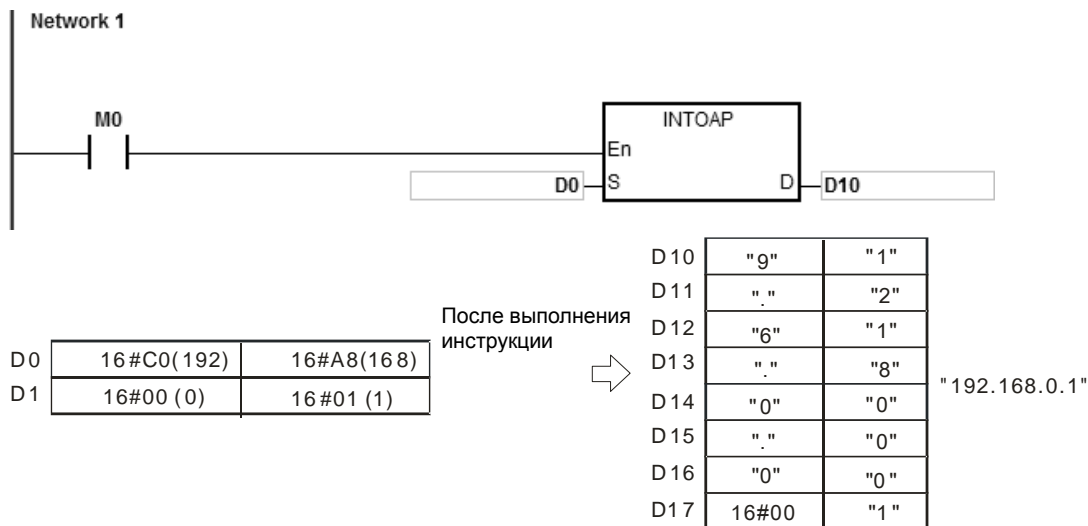 Network 1
M0
INTOAP
En
D0 S D D10
После выполнения
инструкции
D0 16#C0(192) 16#A8(168)
D1 16#00 (0) 16#01 (1)
D10 "9" "1"
D11 "." "2"
D12 "6" "1"
D13 "." "8"
D14 "0" "0"
D15 "." "0"
D16 "0" "0"
D17 16#00 "1"
"192.168.0.1"